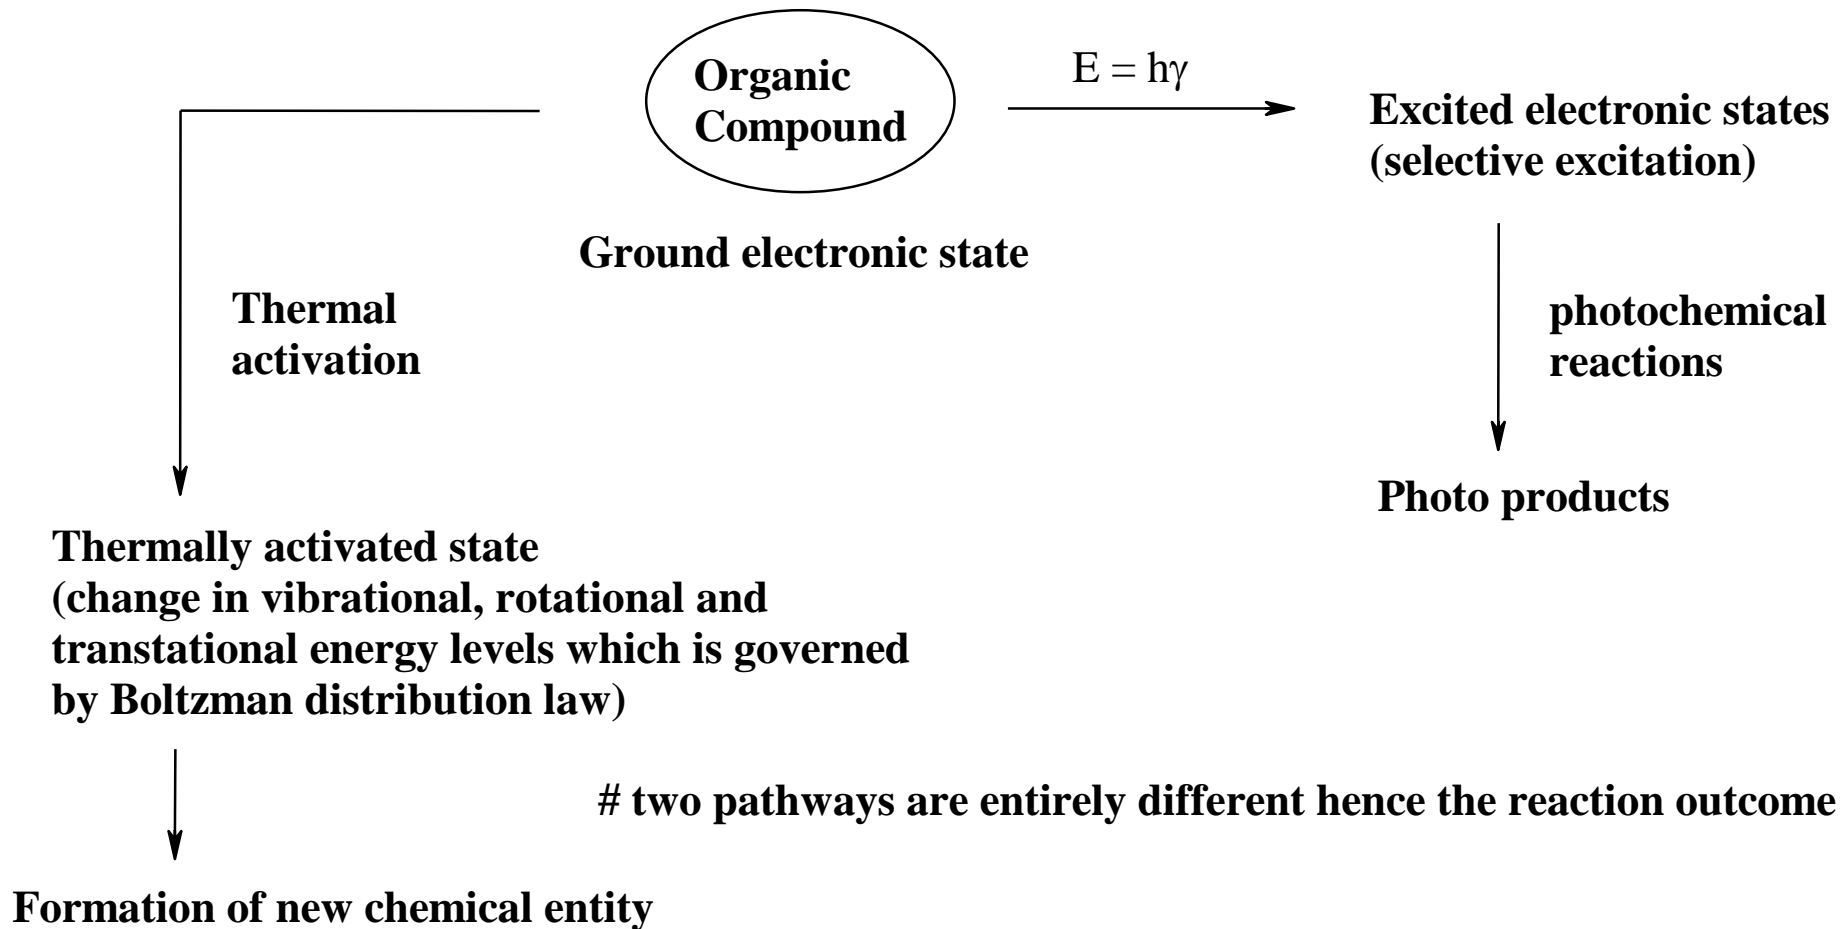 Organic
Compound
E = hγ
Excited electronic states
(selective excitation)
Ground electronic state
Thermal
activation
photochemical
reactions
Photo products
Thermally activated state
(change in vibrational, rotational and
transtational energy levels which is governed
by Boltzman distribution law)
# two pathways are entirely different hence the reaction outcome
Formation of new chemical entity